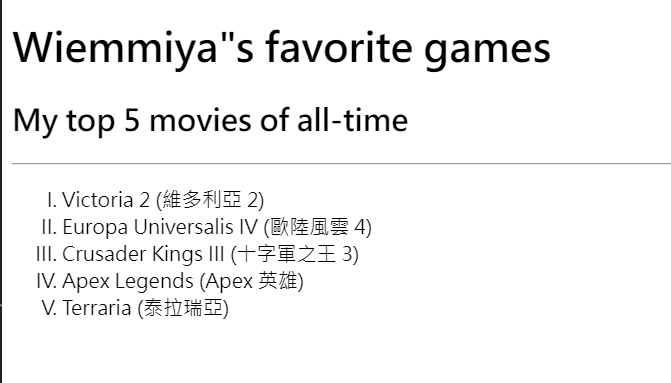 Wiemmiya"s favorite games
My top 5 movies of all-time
I. Victoria 2 (維多利亞 2)
II. Europa Universalis IV (歐陸風雲 4)
III. Crusader Kings III (十字軍之王 3)
IV. Apex Legends (Apex 英雄)
V. Terraria (泰拉瑞亞)